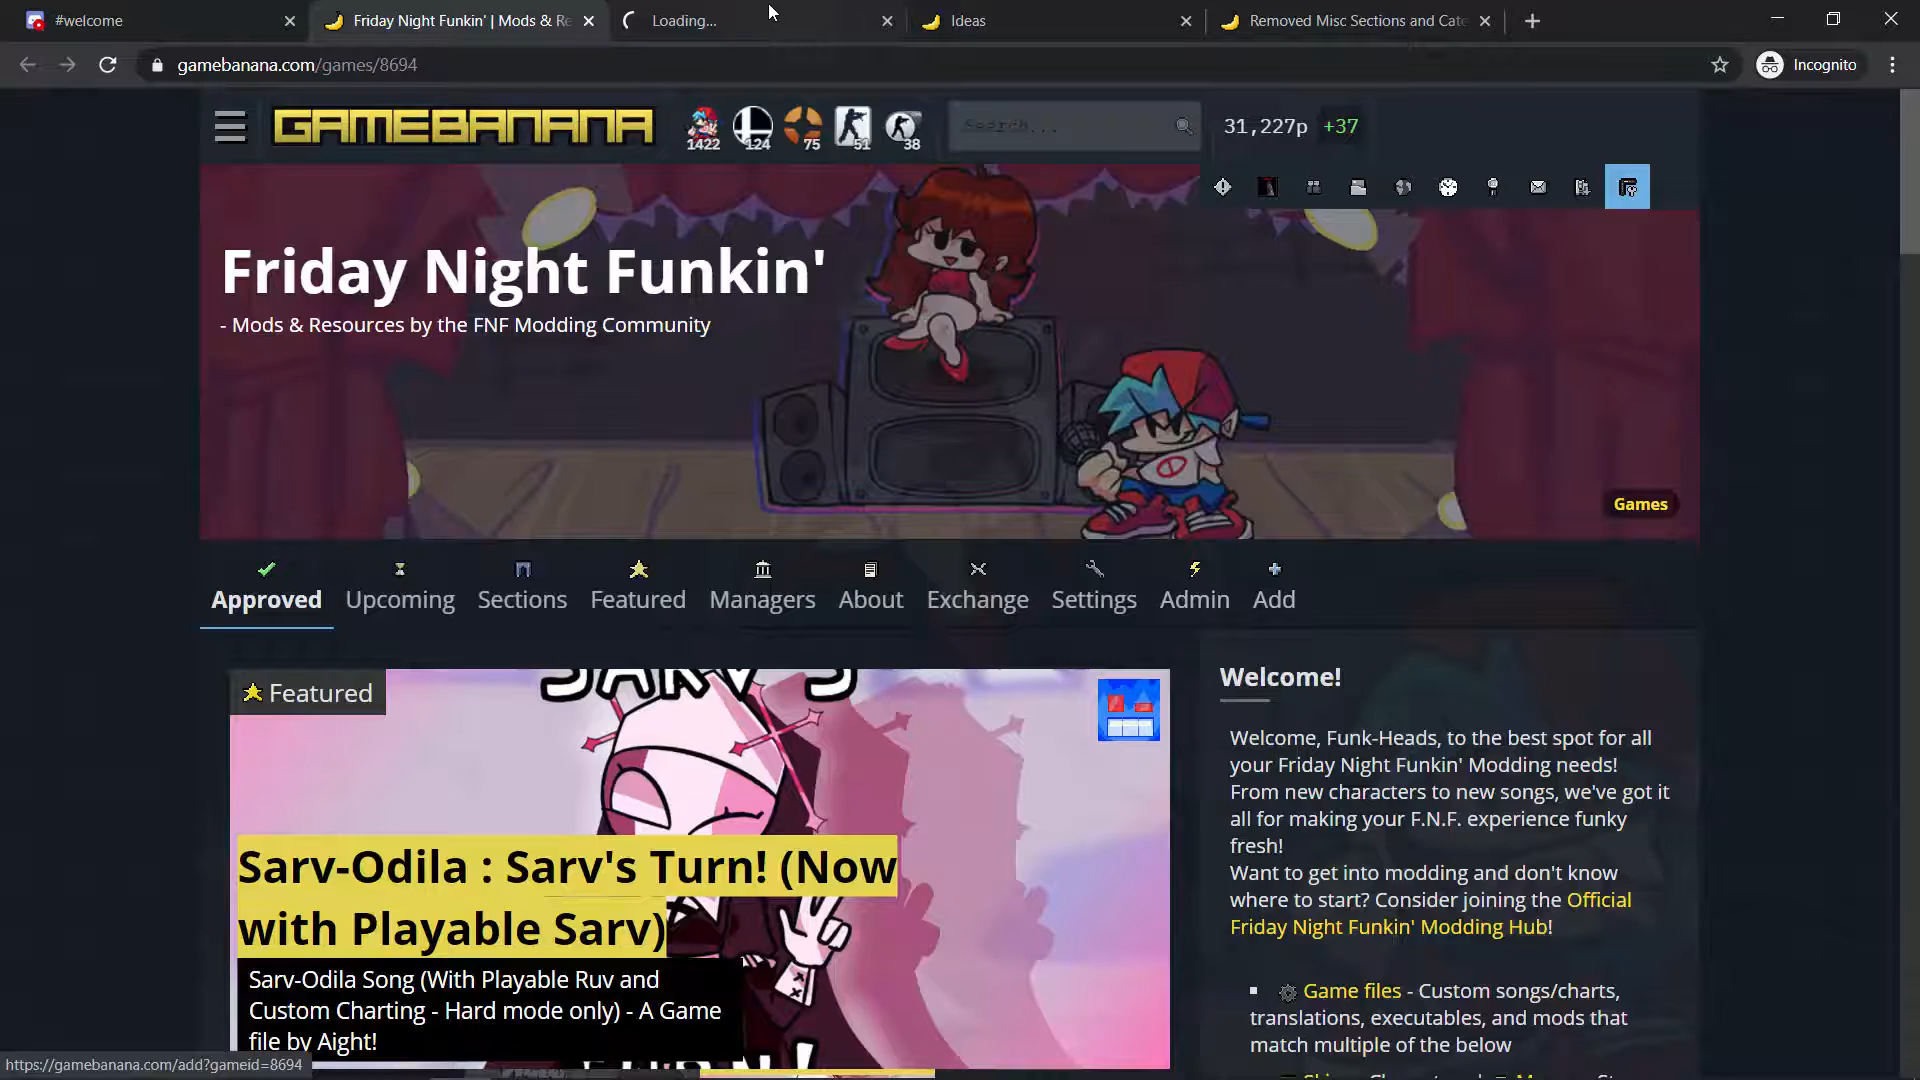 #welcome
Friday Night Funkin' | Mods & Re
Loading...
Ideas
Removed Misc Sections and Cate
gamebanana.com/games/8694
Incognito
GAMEBANANA
1422
124
75
51
38
Search...
31,227p +37
Friday Night Funkin'
- Mods & Resources by the FNF Modding Community
Games
Approved
Upcoming
Sections
Featured
Managers
About
Exchange
Settings
Admin
Add
Featured
SARV'S
Sarv-Odila : Sarv's Turn! (Now
with Playable Sarv)
Sarv-Odila Song (With Playable Ruv and
Custom Charting - Hard mode only) - A Game
file by Aight!
Welcome!
Welcome, Funk-Heads, to the best spot for all
your Friday Night Funkin' Modding needs!
From new characters to new songs, we've got it
all for making your F.N.F. experience funky
fresh!
Want to get into modding and don't know
where to start? Consider joining the Official
Friday Night Funkin' Modding Hub!
Game files - Custom songs/charts,
translations, executables, and mods that
match multiple of the below
https://gamebanana.com/add?gameid=8694